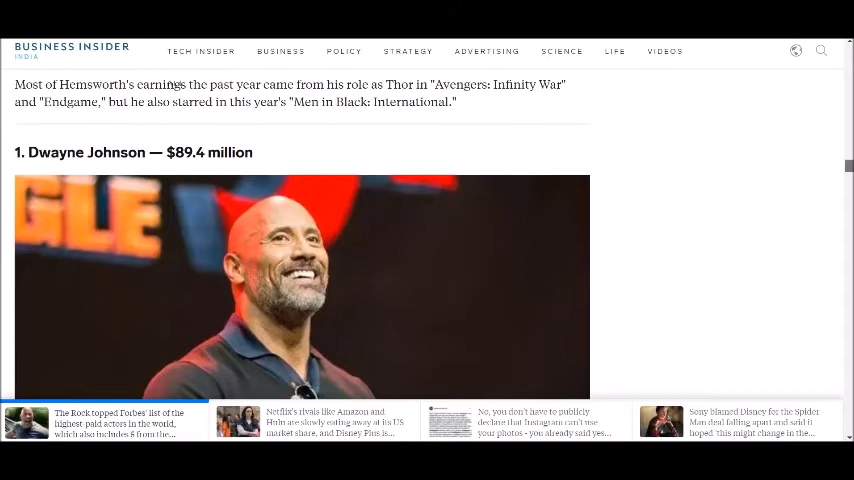 BUSINESS INSIDER
INDIA
TECH INSIDER BUSINESS POLICY STRATEGY ADVERTISING SCIENCE LIFE VIDEOS
Most of Hemsworth's earnings the past year came from his role as Thor in "Avengers: Infinity War"
and "Endgame," but he also starred in this year's "Men in Black: International."
1. Dwayne Johnson — $89.4 million
GLE
The Rock topped Forbes' list of the
highest-paid actors in the world,
which also includes 6 from the...
Netflix's rivals like Amazon and
Hulu are slowly eating away at its US
market share, and Disney Plus is...
No, you don't have to publicly
declare that Instagram can't use
your photos - you already said yes...
Sony blamed Disney for the Spider
Man deal falling apart and said it
hoped 'this might change in the...